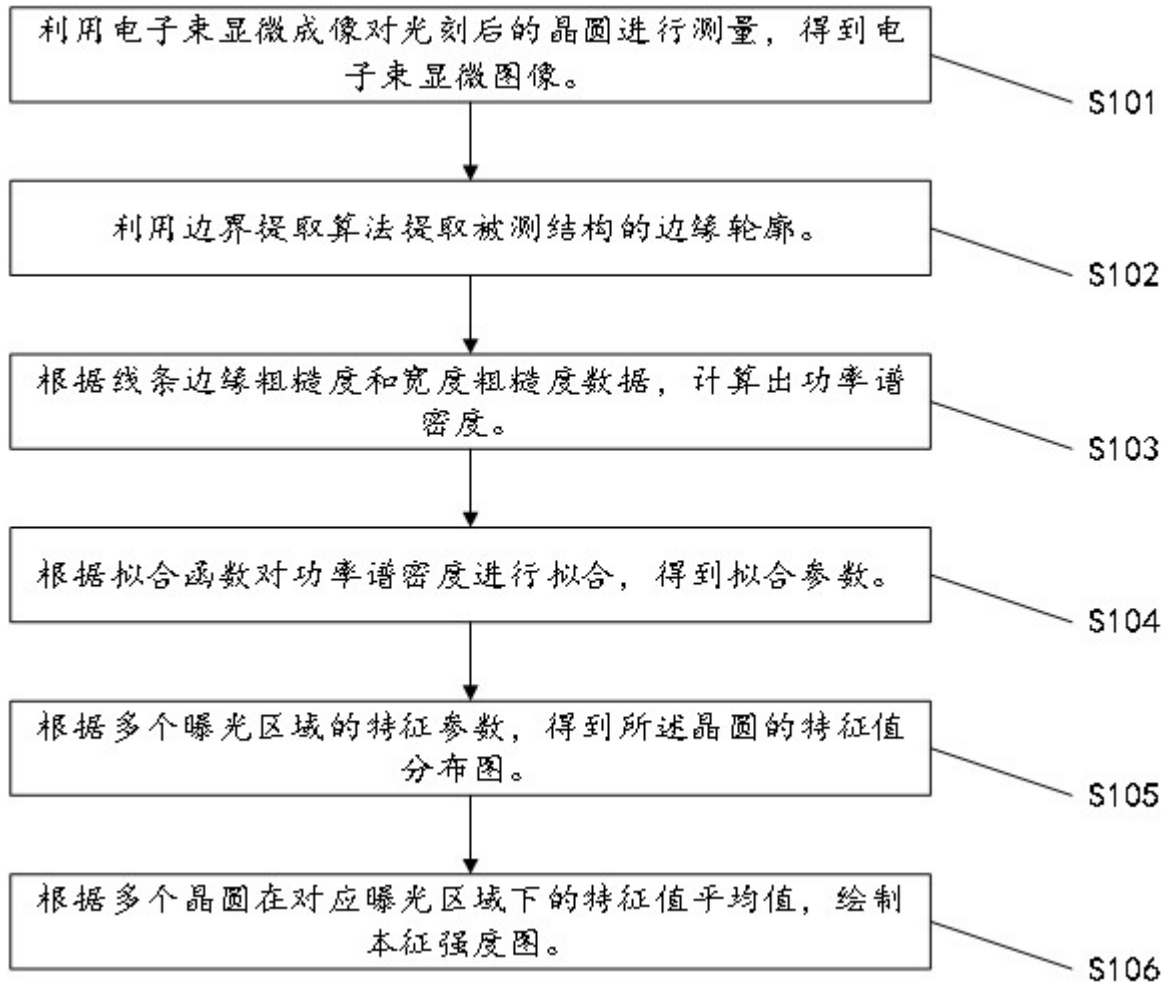 利用电子束显微成像对光刻后的晶圆进行测量，得到电
子束显微图像。
S101
利用边界提取算法提取被测结构的边缘轮廓。
S102
根据线条边缘粗糙度和宽度粗糙度数据，计算出功率谱
密度。
S103
根据拟合函数对功率谱密度进行拟合，得到拟合参数。
S104
根据多个曝光区域的特征参数，得到所述晶圆的特征值
分布图。
S105
根据多个晶圆在对应曝光区域下的特征值平均值，绘制
本征强度图。
S106